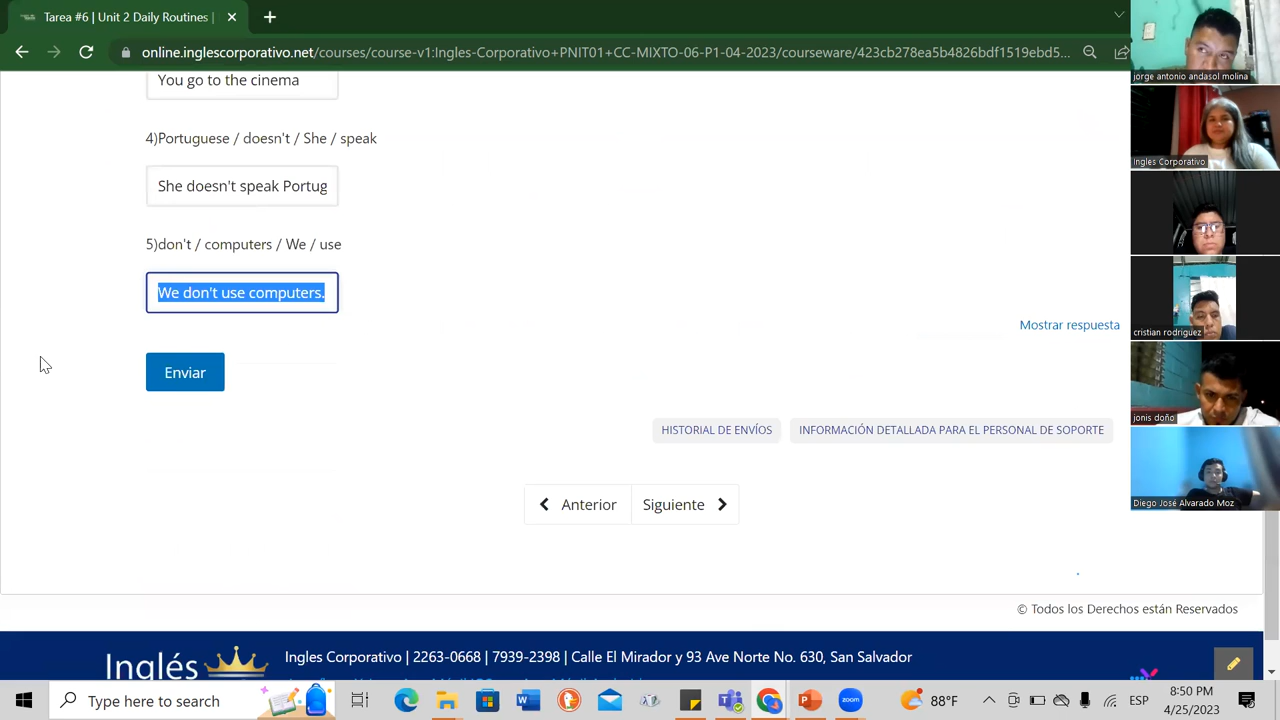 Tarea #6 | Unit 2 Daily Routines |
online.inglescorporativo.net/courses/course-v1:Ingles-Corporativo+PNIT01+CC-MIXTO-06-P1-04-2023/courseware/423cb278ea5b4826bdf1519ebd5...
You go to the cinema
4)Portuguese / doesn't / She / speak
She doesn't speak Portug
5)don't / computers / We / use
We don't use computers.
Mostrar respuesta
Enviar
HISTORIAL DE ENVÍOS
INFORMACIÓN DETALLADA PARA EL PERSONAL DE SOPORTE
Anterior
Siguiente
© Todos los Derechos están Reservados
Inglés
Ingles Corporativo | 2263-0668 | 7939-2398 | Calle El Mirador y 93 Ave Norte No. 630, San Salvador
jorge antonio andasol molina
Ingles Corporativo
cristian rodriguez
jonis doño
Diego José Alvarado Moz
Type here to search
zoom
88°F
ESP
8:50 PM
4/25/2023